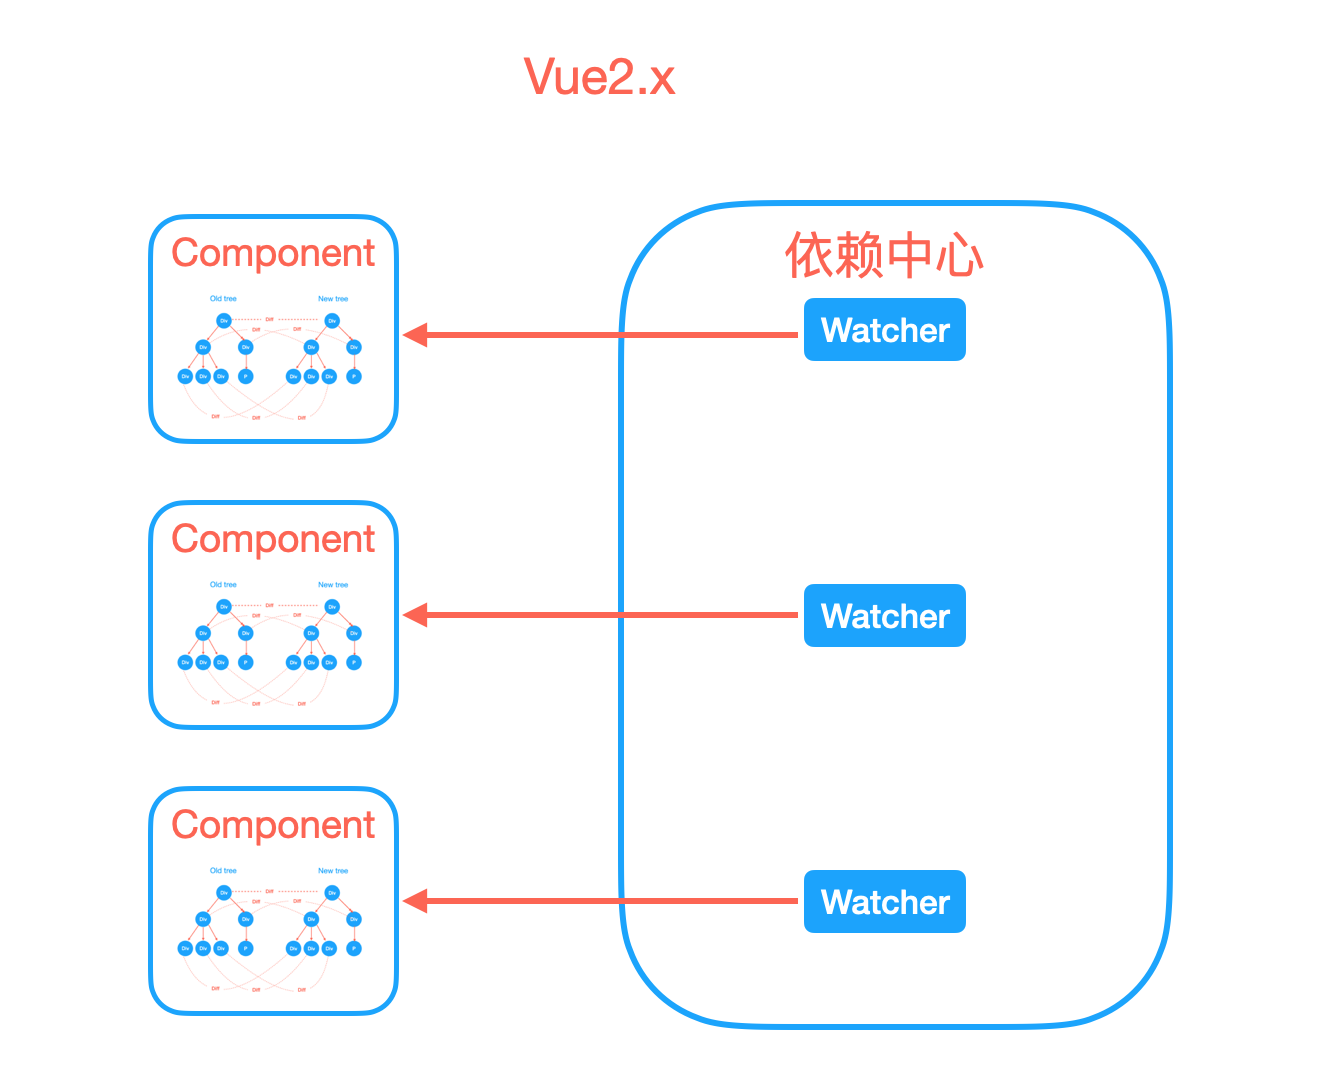 Vue2.x
Component
Old tree New tree
Div Diff Div
Diff Diff
Div Div Div Div
Div Div Div P Div Div Div P
Diff Diff Diff
依赖中心
Watcher
Component
Old tree New tree
Div Diff Div
Diff Diff
Div Div Div Div
Div Div Div P Div Div Div P
Diff Diff Diff
Watcher
Component
Old tree New tree
Div Diff Div
Diff Diff
Div Div Div Div
Div Div Div P Div Div Div P
Diff Diff Diff
Watcher